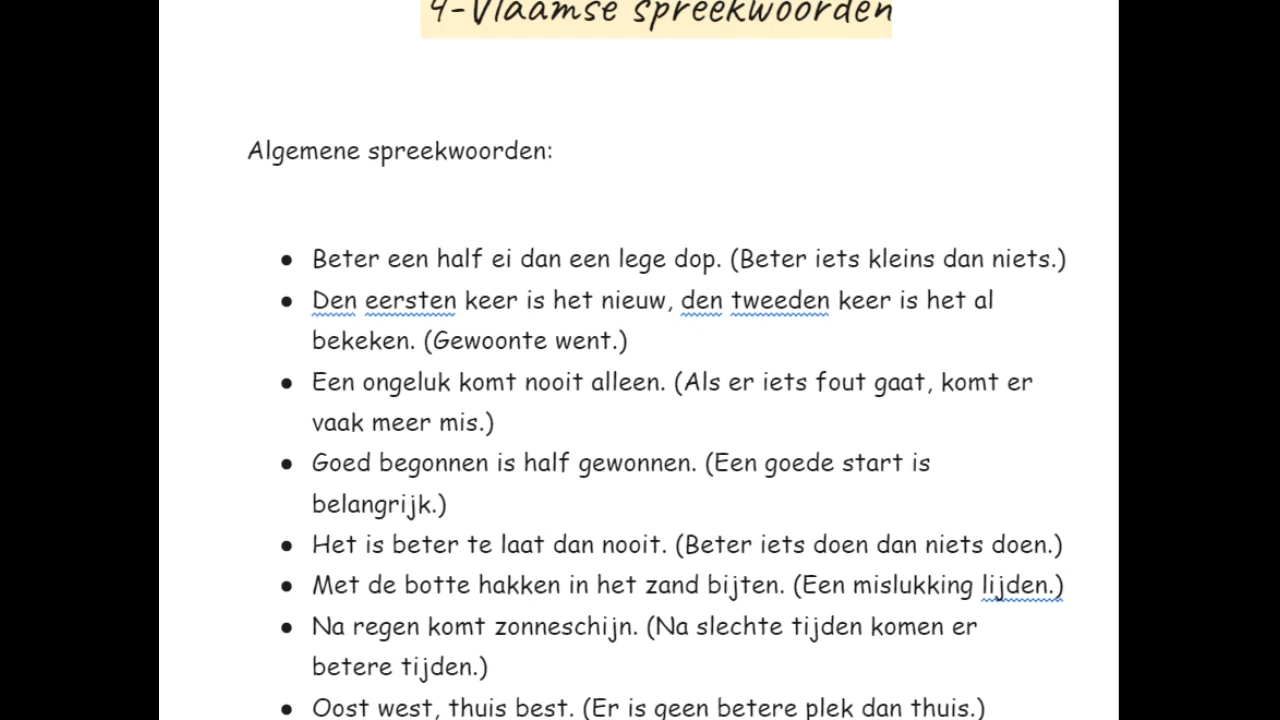 4-Vlaamse spreekwoorden
Algemene spreekwoorden:
● Beter een half ei dan een lege dop. (Beter iets kleins dan niets.)
● Den eersten keer is het nieuw, den tweeden keer is het al
bekeken. (Gewoonte went.)
● Een ongeluk komt nooit alleen. (Als er iets fout gaat, komt er
vaak meer mis.)
● Goed begonnen is half gewonnen. (Een goede start is
belangrijk.)
● Het is beter te laat dan nooit. (Beter iets doen dan niets doen.)
● Met de botte hakken in het zand bijten. (Een mislukking lijden.)
● Na regen komt zonneschijn. (Na slechte tijden komen er
betere tijden.)
● Oost west, thuis best. (Er is geen betere plek dan thuis.)